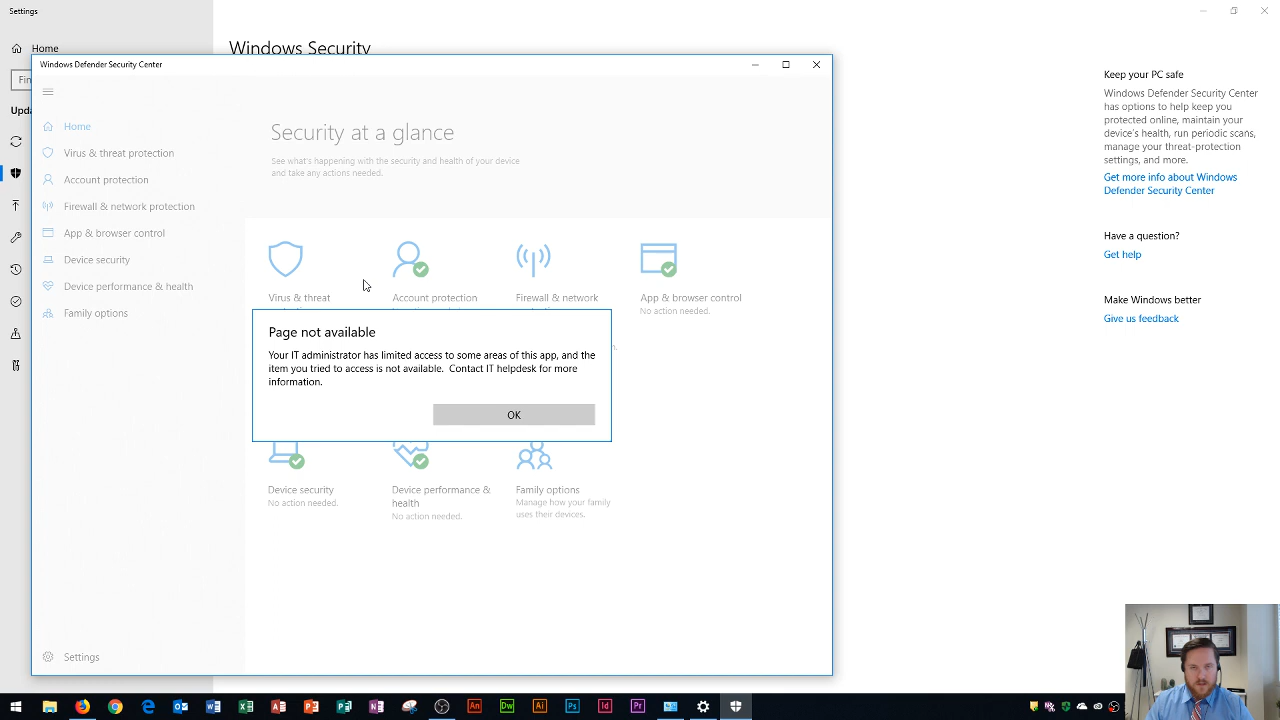 Settings
Home
Windows Security
Fin
Upda
Windows Defender Security Center
Home
Virus & threat protection
Account protection
Firewall & network protection
App & browser control
Device security
Device performance & health
Family options
Settings
Security at a glance
See what's happening with the security and health of your device
and take any actions needed.
Virus & threat
Account protection
Firewall & network
App & browser control
No action needed.
Page not available
Your IT administrator has limited access to some areas of this app, and the
item you tried to access is not available. Contact IT helpdesk for more
information.
OK
Device security
No action needed.
Device performance &
health
No action needed.
Family options
Manage how your family
uses their devices.
Keep your PC safe
Windows Defender Security Center
has options to help keep you
protected online, maintain your
device's health, run periodic scans,
manage your threat-protection
settings, and more.
Get more info about Windows
Defender Security Center
Have a question?
Get help
Make Windows better
Give us feedback
An
Dw
Ai
Ps
Id
Pr